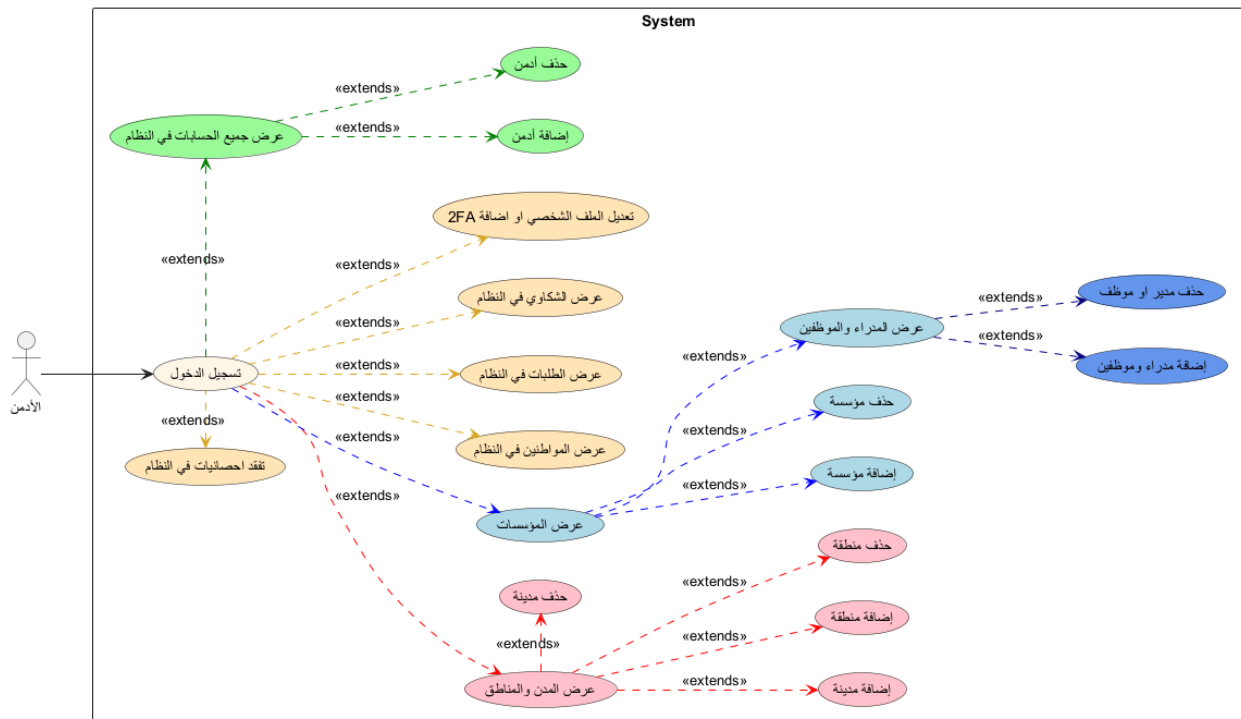 System
حذف أدمن
«extends»
عرض جميع الحسابات في النظام
«extends»
إضافة أدمن
«extends»
تعديل الملف الشخصي او اضافة 2FA
«extends»
عرض الشكاوي في النظام
«extends»
عرض الطلبات في النظام
«extends»
عرض المواطنين في النظام
«extends»
تسجيل الدخول
الأدمن
«extends»
تفقد احصائيات في النظام
«extends»
عرض المؤسسات
«extends»
عرض المدراء والموظفين
«extends»
حذف مدير او موظف
«extends»
إضافة مدراء وموظفين
«extends»
حذف مؤسسة
«extends»
إضافة مؤسسة
«extends»
عرض المدن والمناطق
«extends»
حذف مدينة
«extends»
حذف منطقة
«extends»
إضافة منطقة
«extends»
إضافة مدينة
«extends»